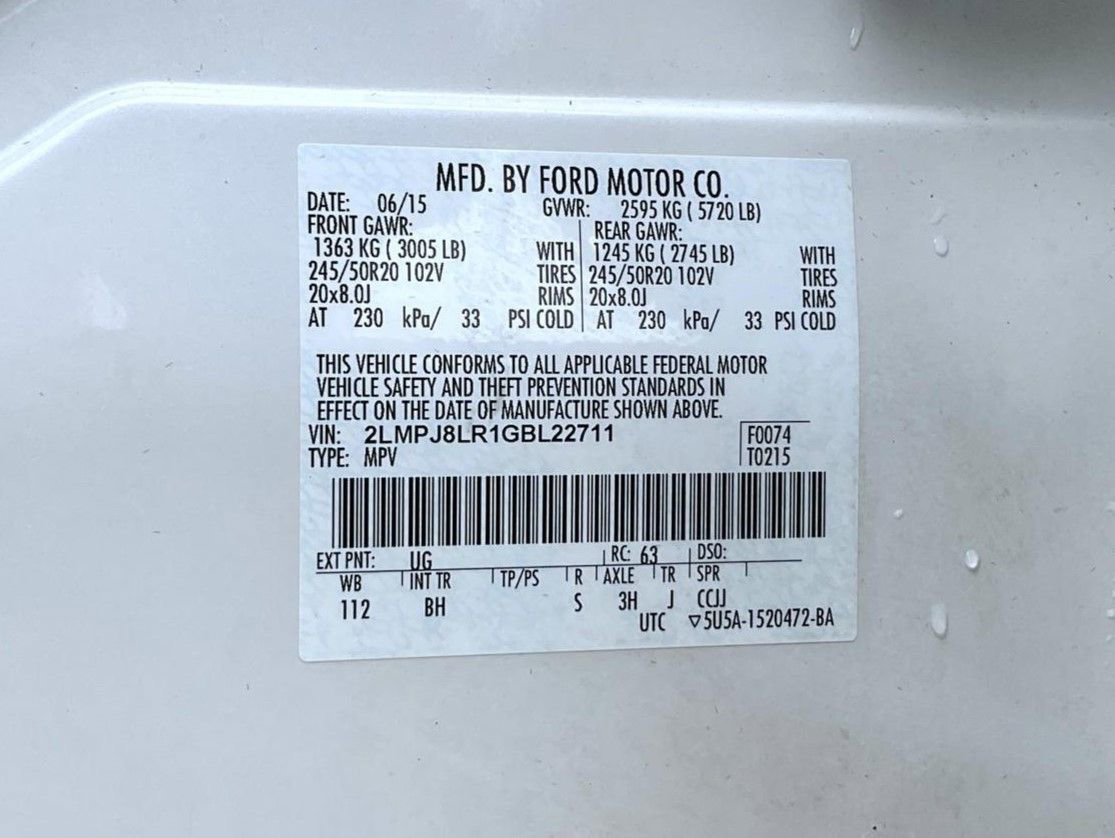 MFD. BY FORD MOTOR CO.
DATE: 06/15 GVWR: 2595 KG ( 5720 LB)
FRONT GAWR: REAR GAWR:
1363 KG ( 3005 LB) WITH 1245 KG ( 2745 LB) WITH
245/50R20 102V TIRES 245/50R20 102V TIRES
20x8.0J RIMS 20x8.0J RIMS
AT 230 kPa/ 33 PSI COLD AT 230 kPa/ 33 PSI COLD
THIS VEHICLE CONFORMS TO ALL APPLICABLE FEDERAL MOTOR
VEHICLE SAFETY AND THEFT PREVENTION STANDARDS IN
EFFECT ON THE DATE OF MANUFACTURE SHOWN ABOVE.
VIN: 2LMPJ8LR1GBL22711 F0074
TYPE: MPV T0215
EXT PNT: UG RC: 63 DSO:
WB INT TR TP/PS R AXLE TR SPR
112 BH S 3H J CCJJ
UTC ▽5U5A-1520472-BA